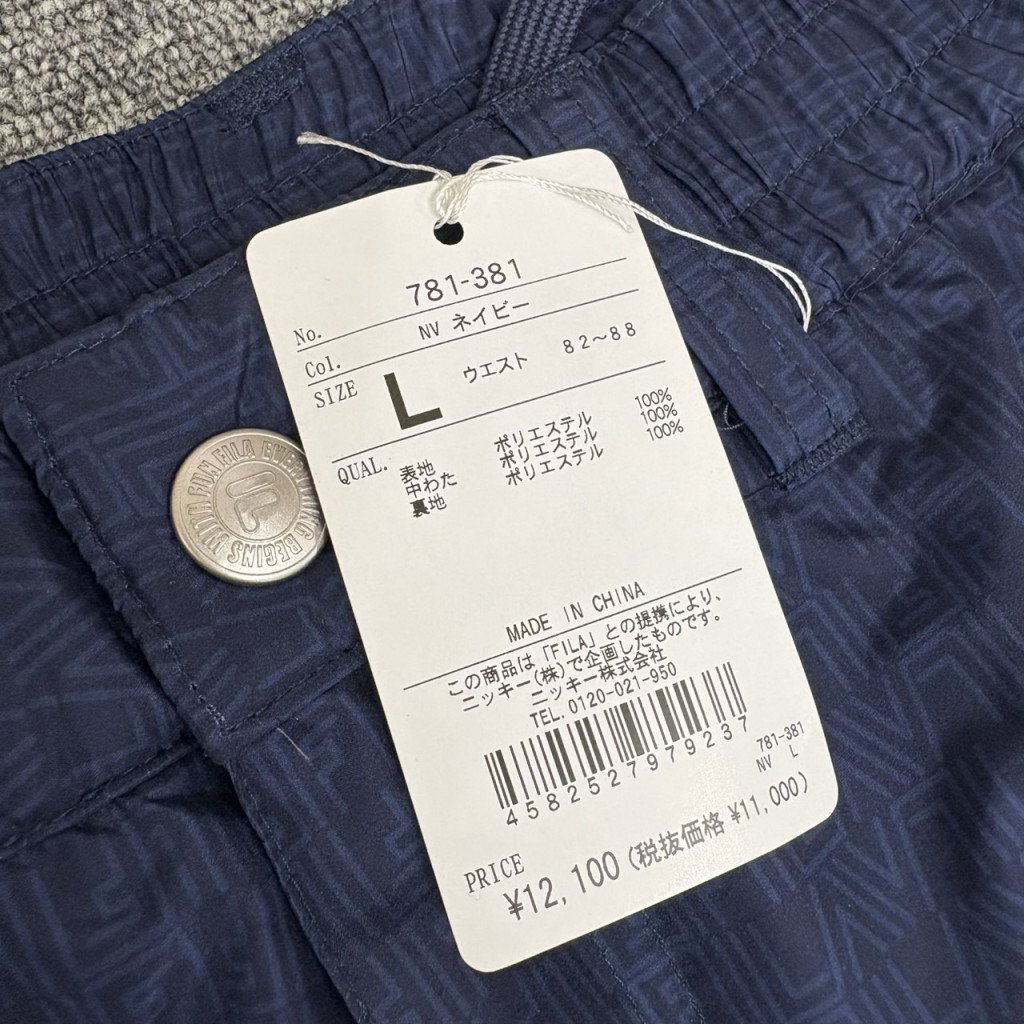 No. 781-381
Col. NV ネイビー
SIZE L ウエスト 82～88
QUAL. 表地 ポリエステル 100%
中わた ポリエステル 100%
裏地 ポリエステル 100%
MADE IN CHINA
この商品は「FILA」との提携により、
ニッキー(株)で企画したものです。
ニッキー株式会社
TEL. 0120-021-950
4582527979237
781-381
NV L
PRICE ¥12,100 (税抜価格 ¥11,000)
RUN FILA
BEGINS WITH